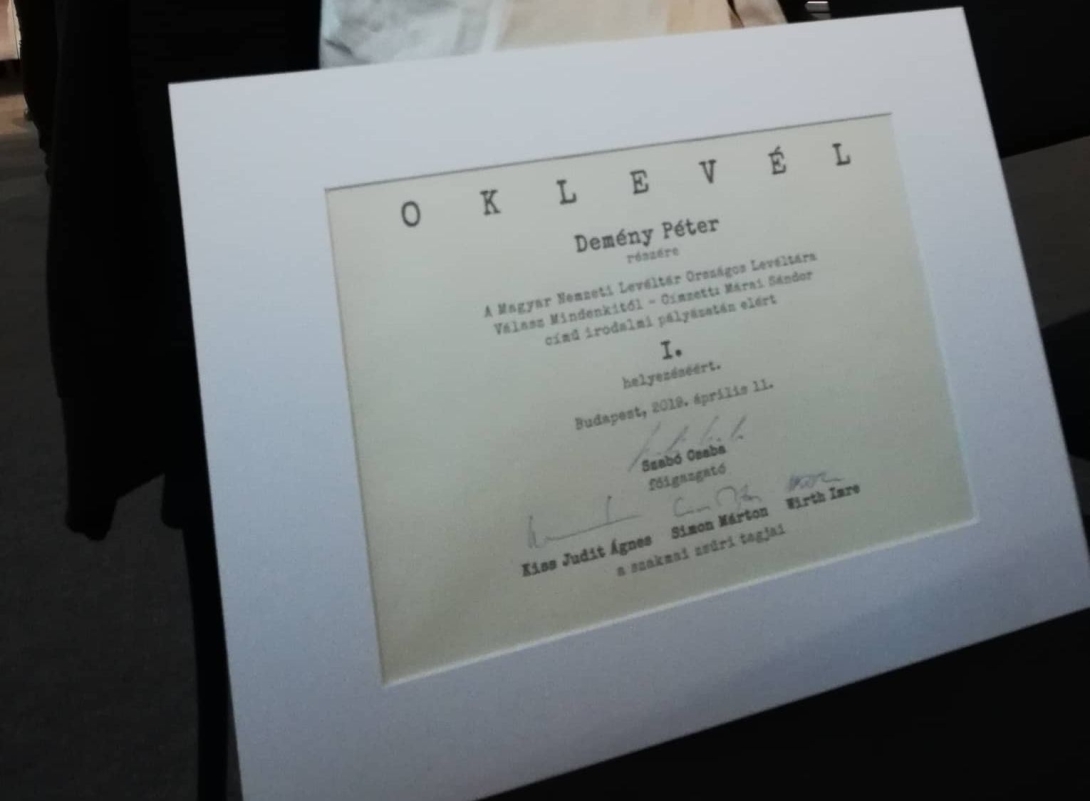 OKLEVÉL
Demény Péter
részére
A Magyar Nemzeti Levéltár Országos Levéltára
Válasz Mindenkitől - Címzett: Márai Sándor
című irodalmi pályázatán elért
I.
helyezéséért.
Budapest, 2019. április 11.
Szabó Csaba
főigazgató
Kiss Judit Ágnes Simon Márton Wirth Imre
a szakmai zsűri tagjai